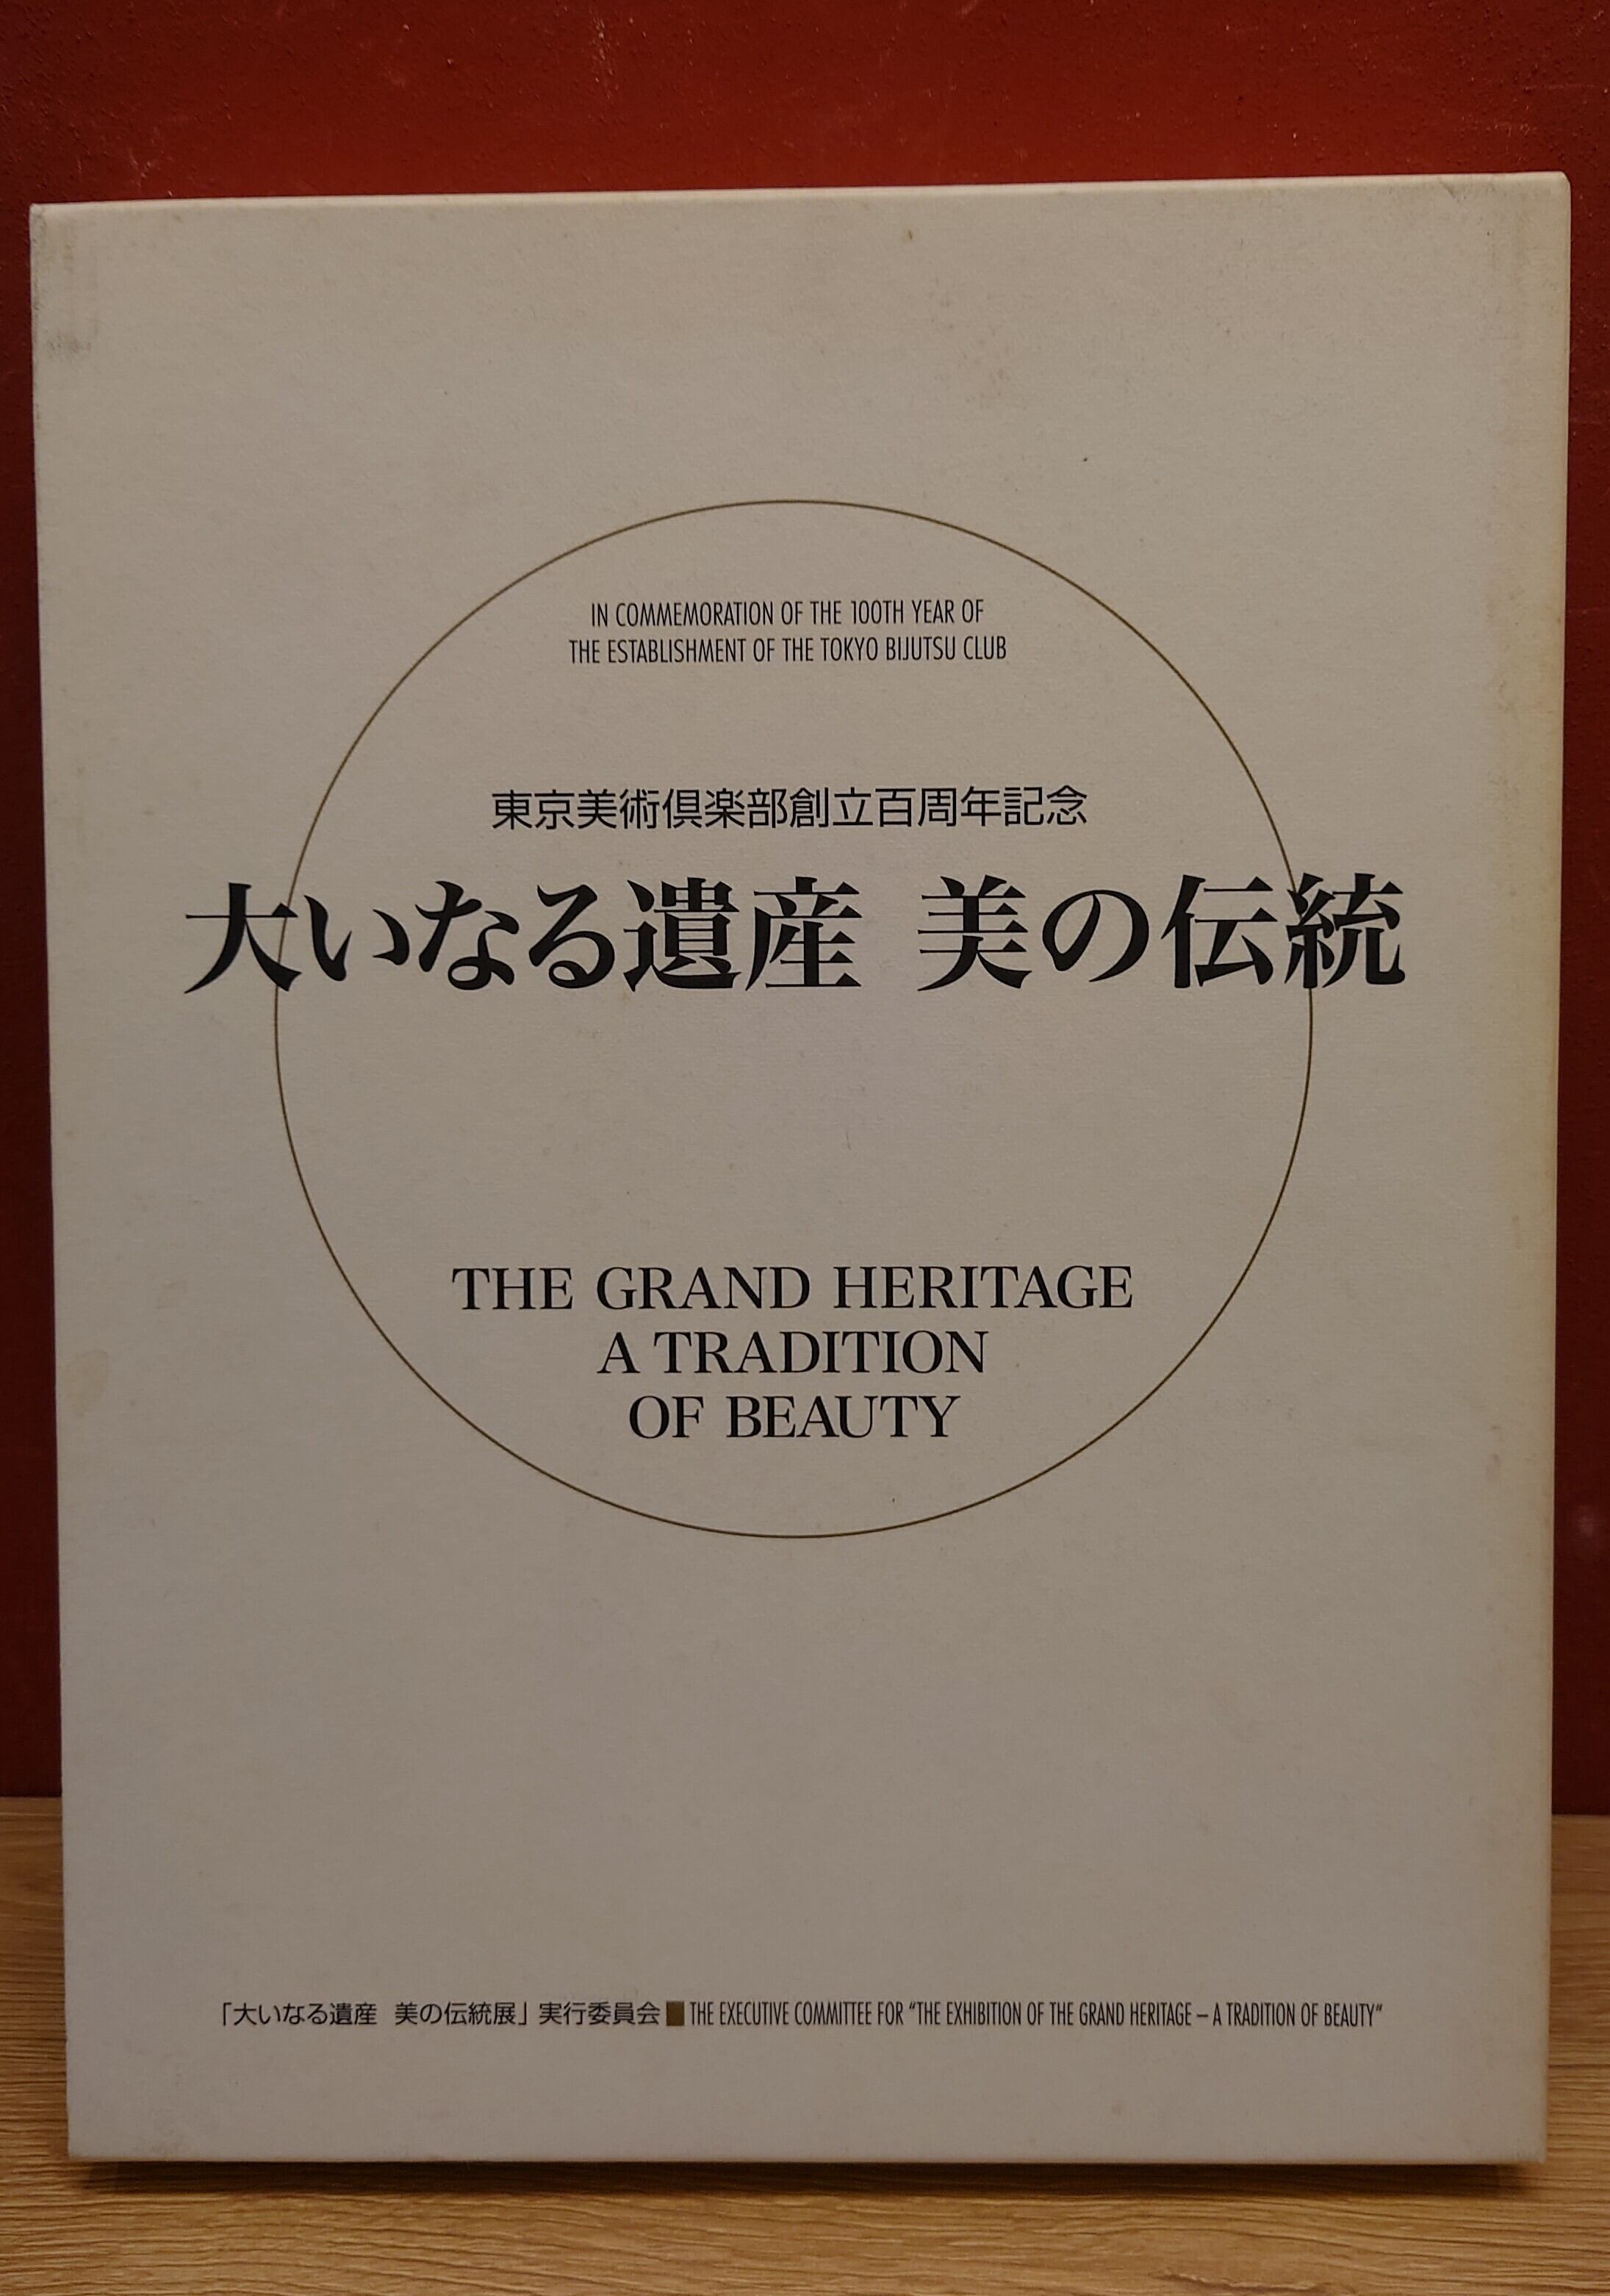 IN COMMEMORATION OF THE 100TH YEAR OF
THE ESTABLISHMENT OF THE TOKYO BIJUTSU CLUB
東京美術倶楽部創立百周年記念
大いなる遺産 美の伝統
THE GRAND HERITAGE
A TRADITION
OF BEAUTY
「大いなる遺産 美の伝統展」実行委員会■THE EXECUTIVE COMMITTEE FOR “THE EXHIBITION OF THE GRAND HERITAGE – A TRADITION OF BEAUTY”